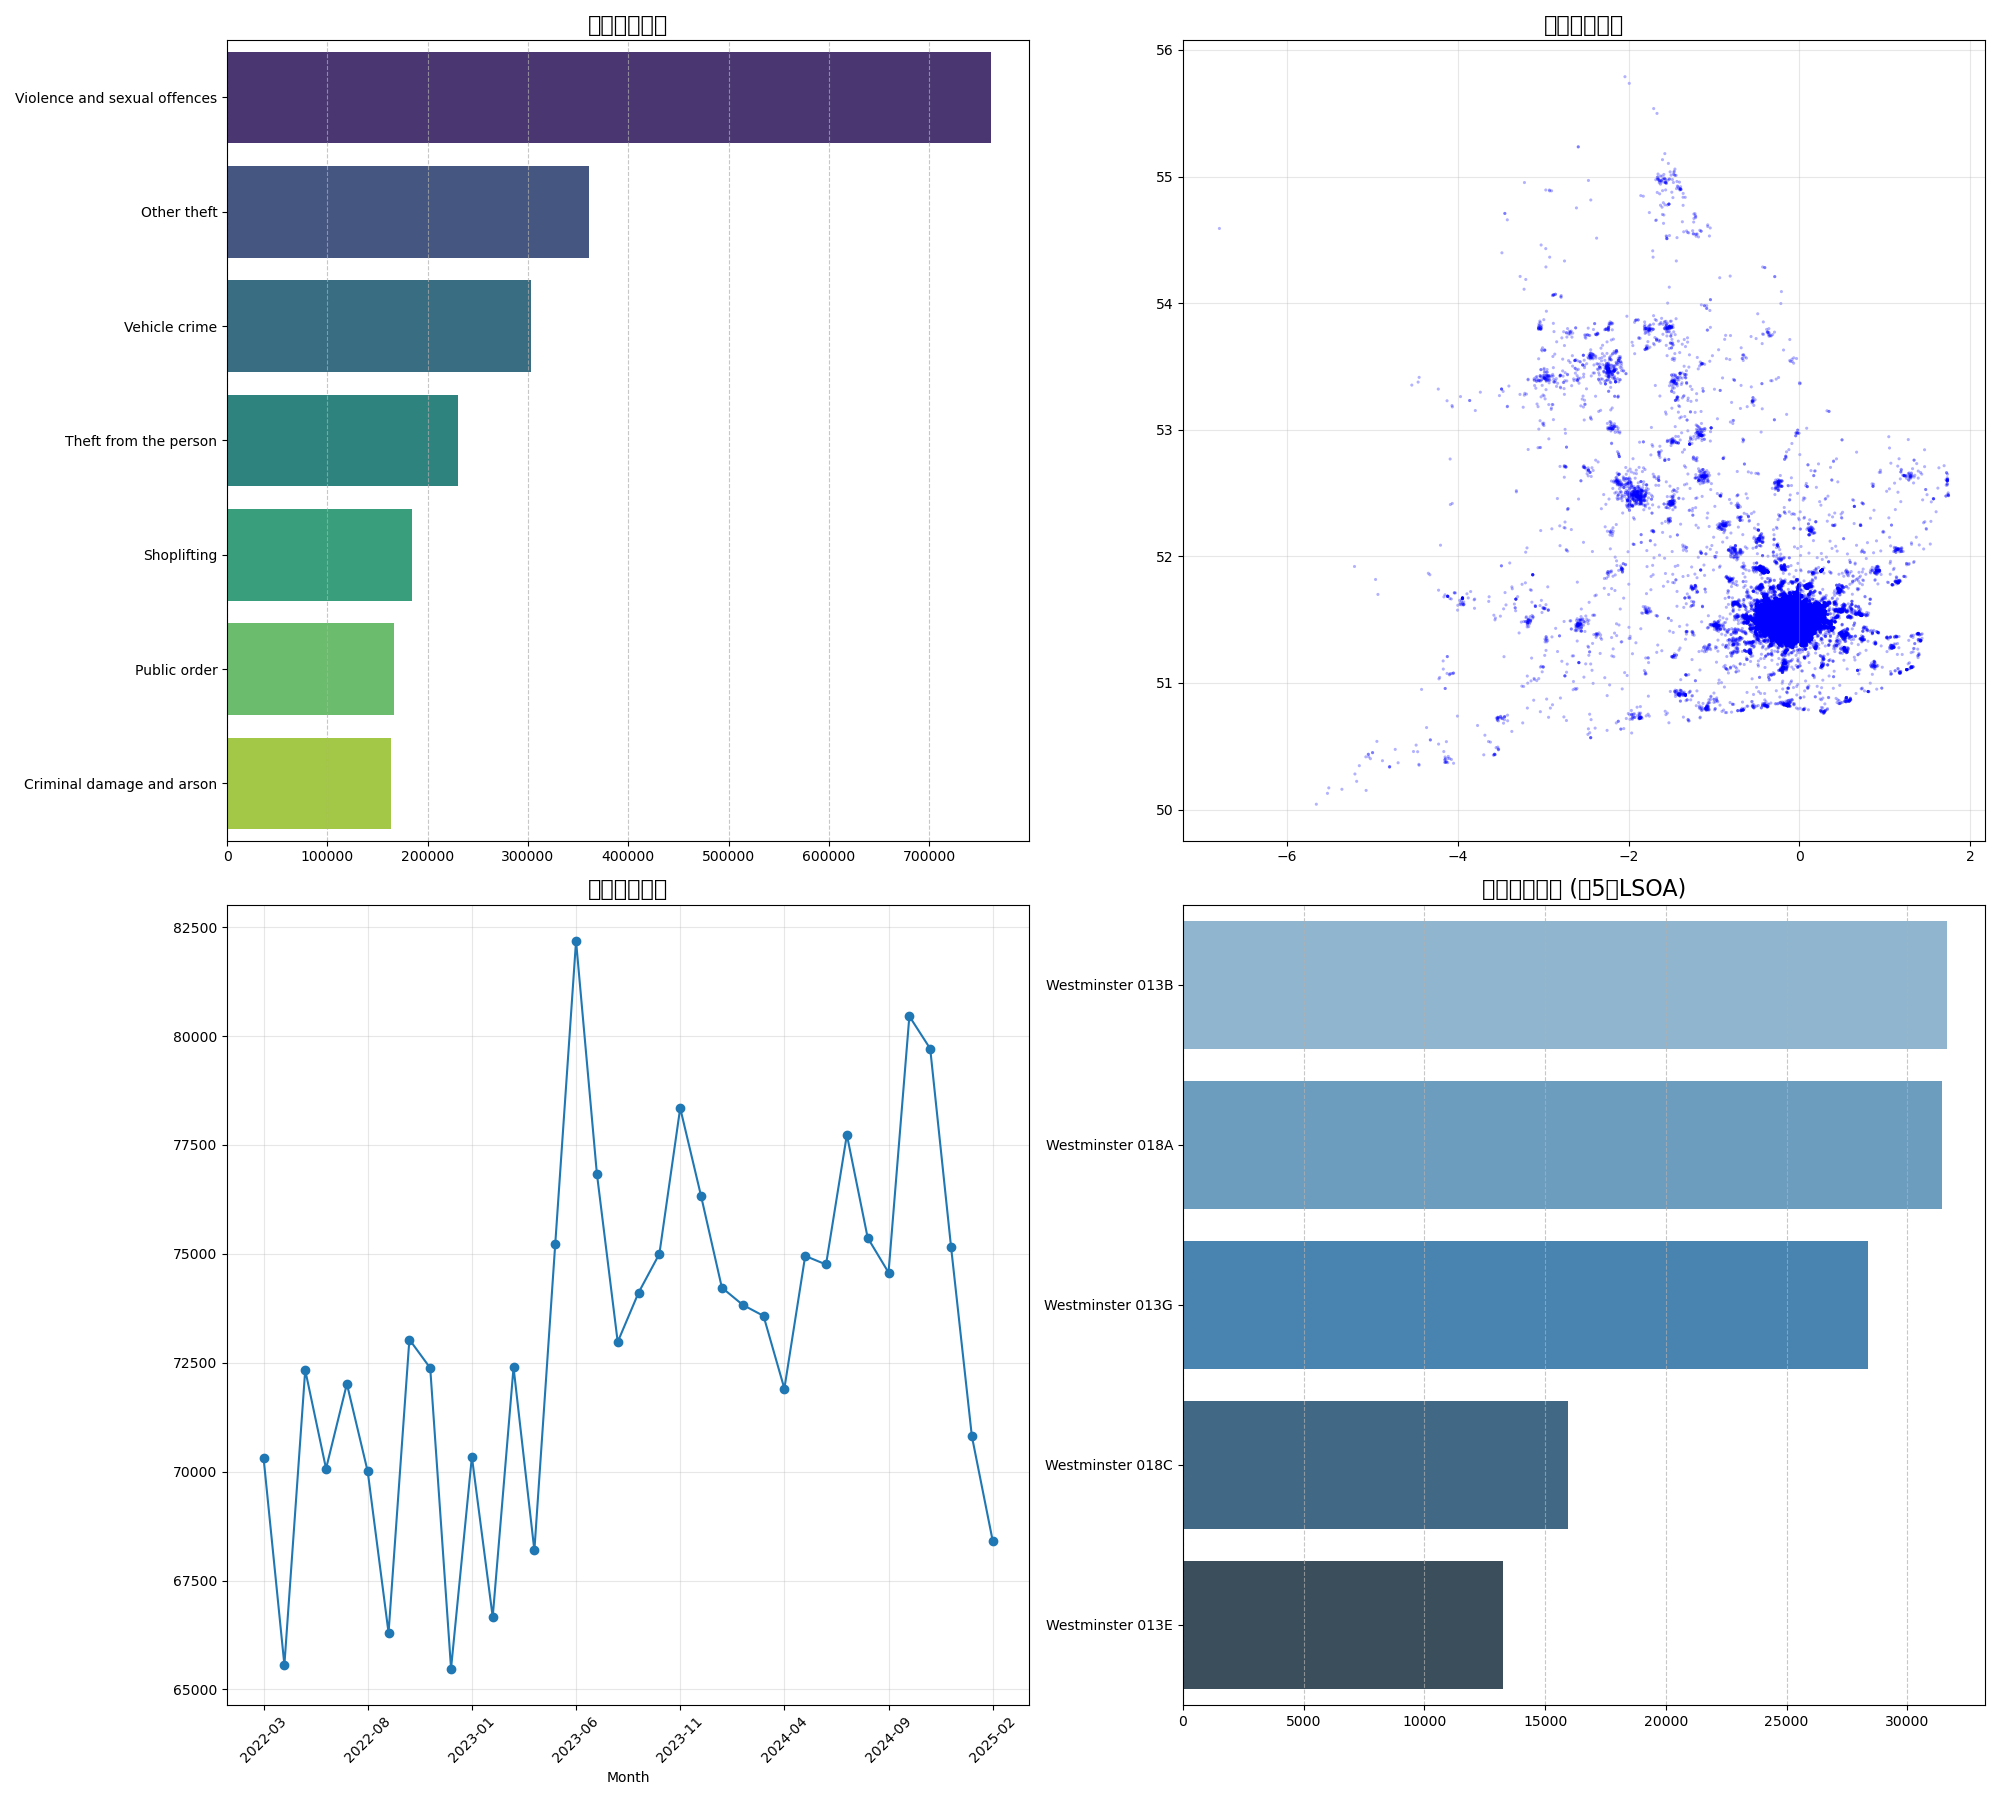 Violence and sexual offences
Other theft
Vehicle crime
Theft from the person
Shoplifting
Public order
Criminal damage and arson
0 100000 200000 300000 400000 500000 600000 700000
56
55
54
53
52
51
50
−6 −4 −2 0 2
82500
80000
77500
75000
72500
70000
67500
65000
2022-03 2022-08 2023-01 2023-06 2023-11 2024-04 2024-09 2025-02
Month
(5LSOA)
Westminster 013B
Westminster 018A
Westminster 013G
Westminster 018C
Westminster 013E
0 5000 10000 15000 20000 25000 30000